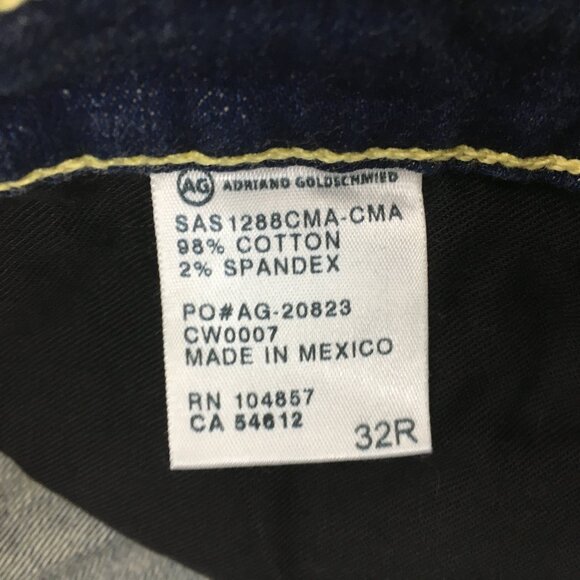 AG ADRIANO GOLDSCHMIED
SAS1288CMA-CMA
98% COTTON
2% SPANDEX
PO#AG-20823
CW0007
MADE IN MEXICO
RN 104857
CA 54612
32R